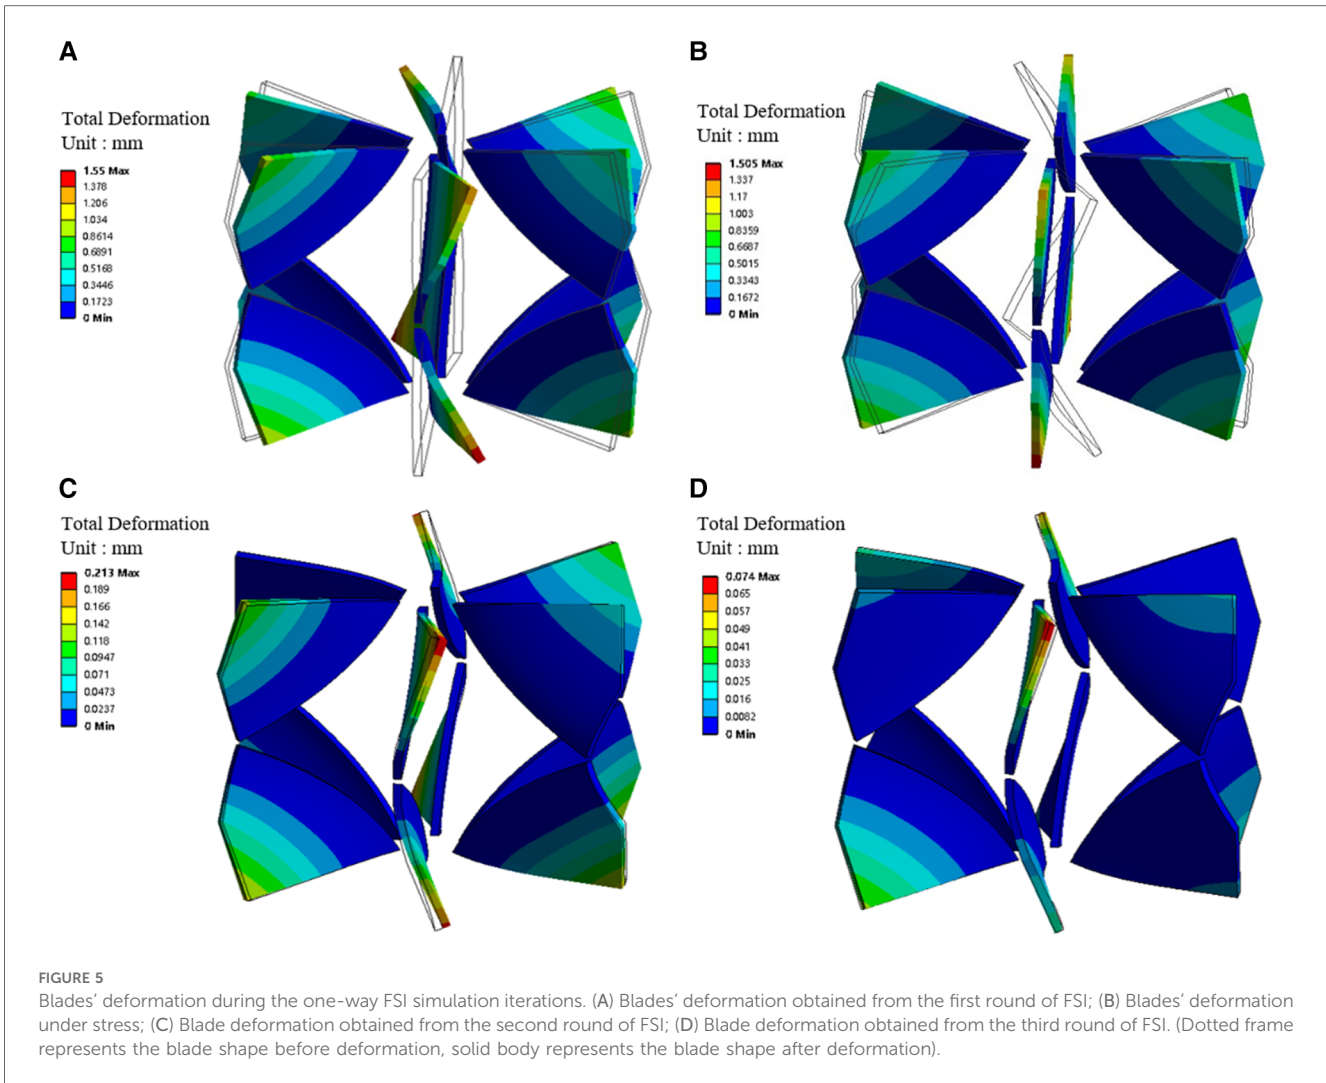 A
Total Deformation
Unit : mm
1.55 Max
1.378
1.206
1.034
0.8614
0.6891
0.5168
0.3446
0.1723
0 Min
B
Total Deformation
Unit : mm
1.505 Max
1.337
1.17
1.003
0.8359
0.6687
0.5015
0.3343
0.1672
0 Min
C
Total Deformation
Unit : mm
0.213 Max
0.189
0.166
0.142
0.118
0.0947
0.071
0.0473
0.0237
0 Min
D
Total Deformation
Unit : mm
0.074 Max
0.065
0.057
0.049
0.041
0.033
0.025
0.016
0.0082
0 Min
FIGURE 5
Blades’ deformation during the one-way FSI simulation iterations. (A) Blades’ deformation obtained from the first round of FSI; (B) Blades’ deformation
under stress; (C) Blade deformation obtained from the second round of FSI; (D) Blade deformation obtained from the third round of FSI. (Dotted frame
represents the blade shape before deformation, solid body represents the blade shape after deformation).